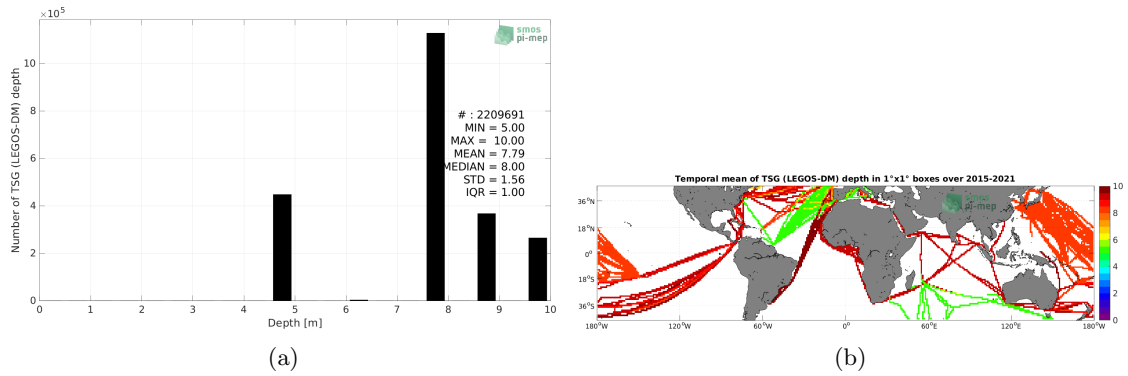 ×10⁵
smos
pi-mep
10
8
6
4
2
0
Number of TSG (LEGOS-DM) depth
# : 2209691
MIN = 5.00
MAX = 10.00
MEAN = 7.79
MEDIAN = 8.00
STD = 1.56
IQR = 1.00
0 1 2 3 4 5 6 7 8 9 10
Depth [m]
(a)
Temporal mean of TSG (LEGOS-DM) depth in 1°x1° boxes over 2015-2021
smos
pi-mep
36°N
18°N
0°
18°S
36°S
180°W 120°W 60°W 0° 60°E 120°E 180°W
10
8
6
4
2
0
(b)